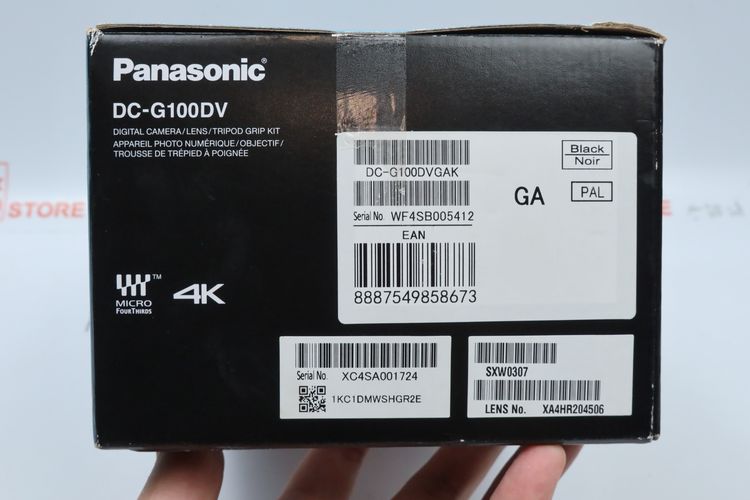 Panasonic®
DC-G100DV
DIGITAL CAMERA/LENS/TRIPOD GRIP KIT
APPAREIL PHOTO NUMÉRIQUE/OBJECTIF/
TROUSSE DE TRÉPIED À POIGNÉE
MICRO
FOURTHIRDS
™
4K
DC-G100DVGAK
Serial No. WF4SB005412
EAN
8887549858673
GA
Black
Noir
PAL
Serial No. XC4SA001724
1KC1DMWSHGR2E
SXW0307
LENS No. XA4HR204506
STORE